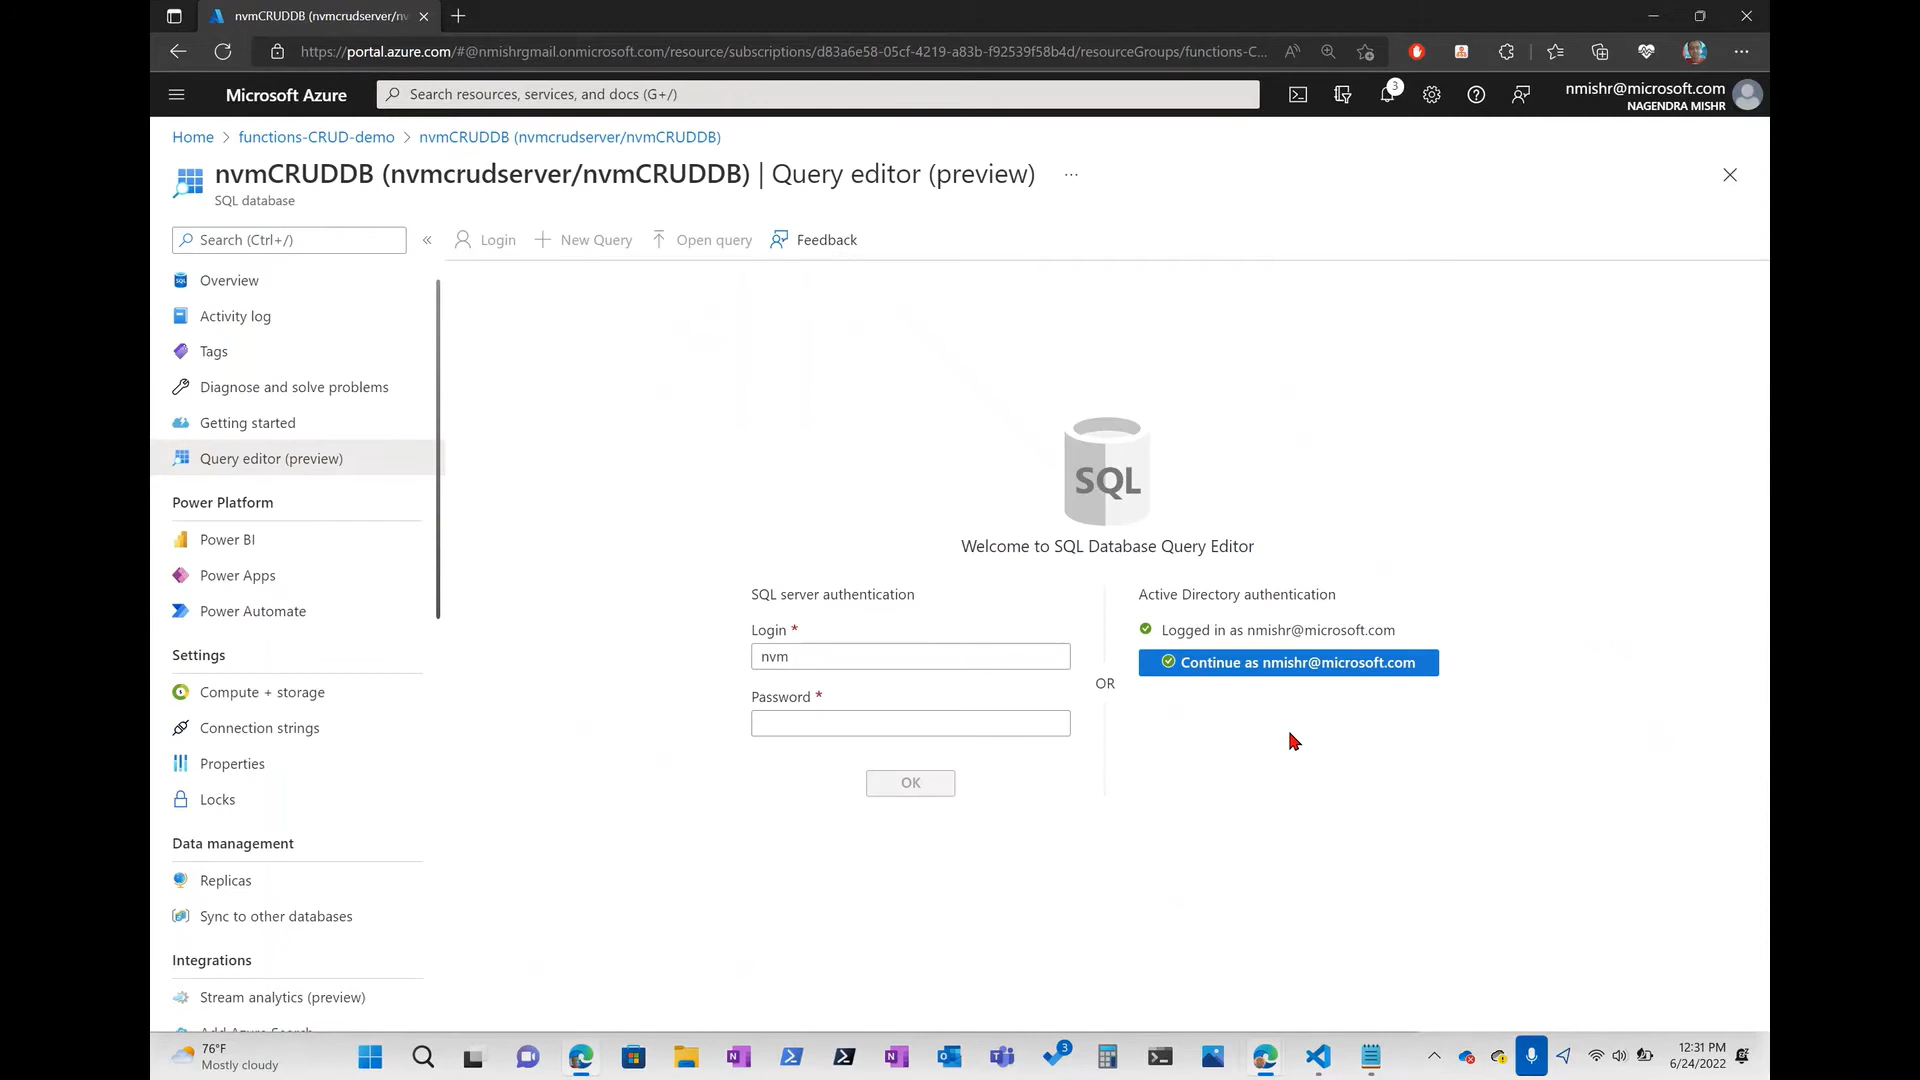 nvmCRUDDB (nvmcrudserver/nv
https://portal.azure.com/#@nmishrgmail.onmicrosoft.com/resource/subscriptions/d83a6e58-05cf-4219-a83b-f92539f58b4d/resourceGroups/functions-C...
Microsoft Azure
Search resources, services, and docs (G+/)
3
nmishr@microsoft.com
NAGENDRA MISHR
Home > functions-CRUD-demo > nvmCRUDDB (nvmcrudserver/nvmCRUDDB)
nvmCRUDDB (nvmcrudserver/nvmCRUDDB) | Query editor (preview) ...
SQL database
Search (Ctrl+/)
«
Login
New Query
Open query
Feedback
Overview
Activity log
Tags
Diagnose and solve problems
Getting started
Query editor (preview)
Power Platform
Power BI
Power Apps
Power Automate
Settings
Compute + storage
Connection strings
Properties
Locks
Data management
Replicas
Sync to other databases
Integrations
Stream analytics (preview)
Add Azure Search
SQL
Welcome to SQL Database Query Editor
SQL server authentication
Login *
nvm
Password *
OK
OR
Active Directory authentication
Logged in as nmishr@microsoft.com
Continue as nmishr@microsoft.com
76°F
Mostly cloudy
3
12:31 PM
6/24/2022